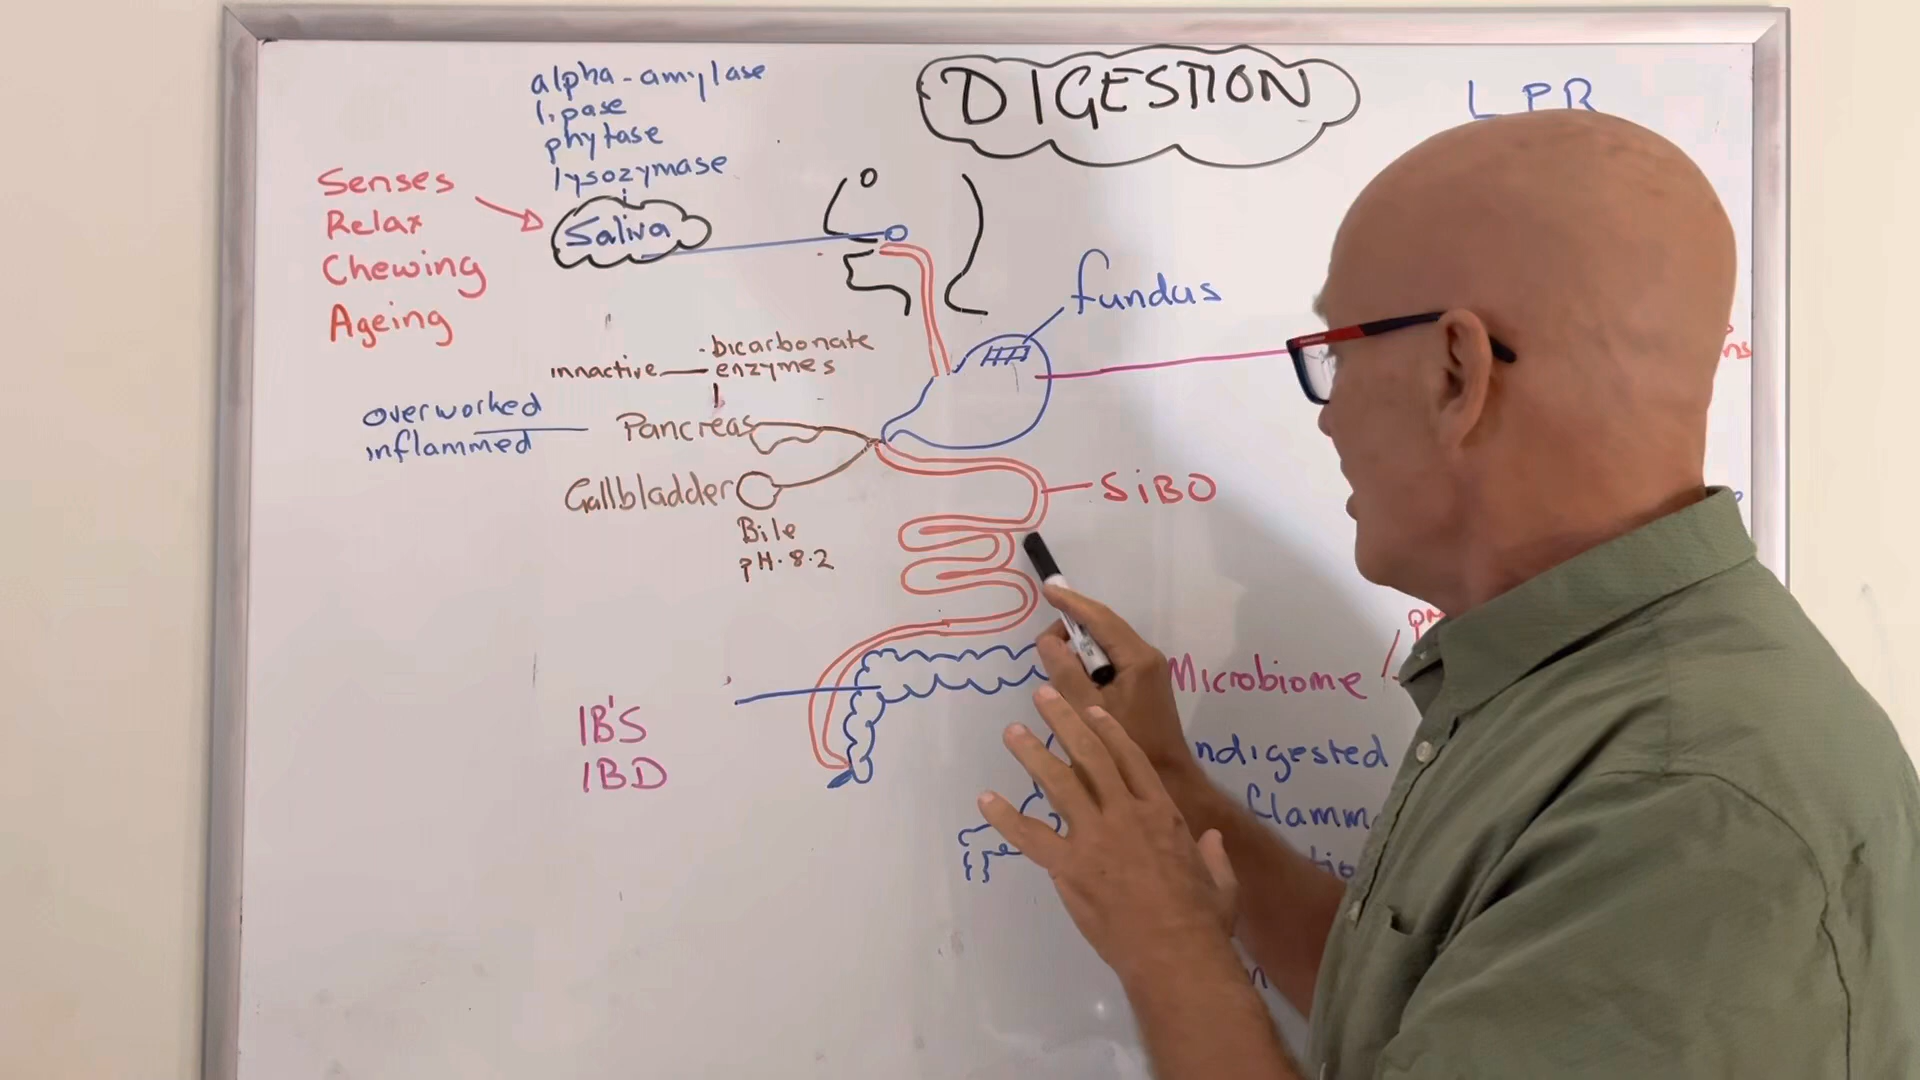 DIGESTION
LPR
alpha-amylase
lipase
phytase
lysozymase
Saliva
Senses
Relax
Chewing
Ageing
fundus
- bicarbonate
innactive — enzymes
overworked
inflammed
Pancreas
Gallbladder
Bile
pH. 8.2
SiBO
IB'S
IBD
Microbiome
ndigested
flamm